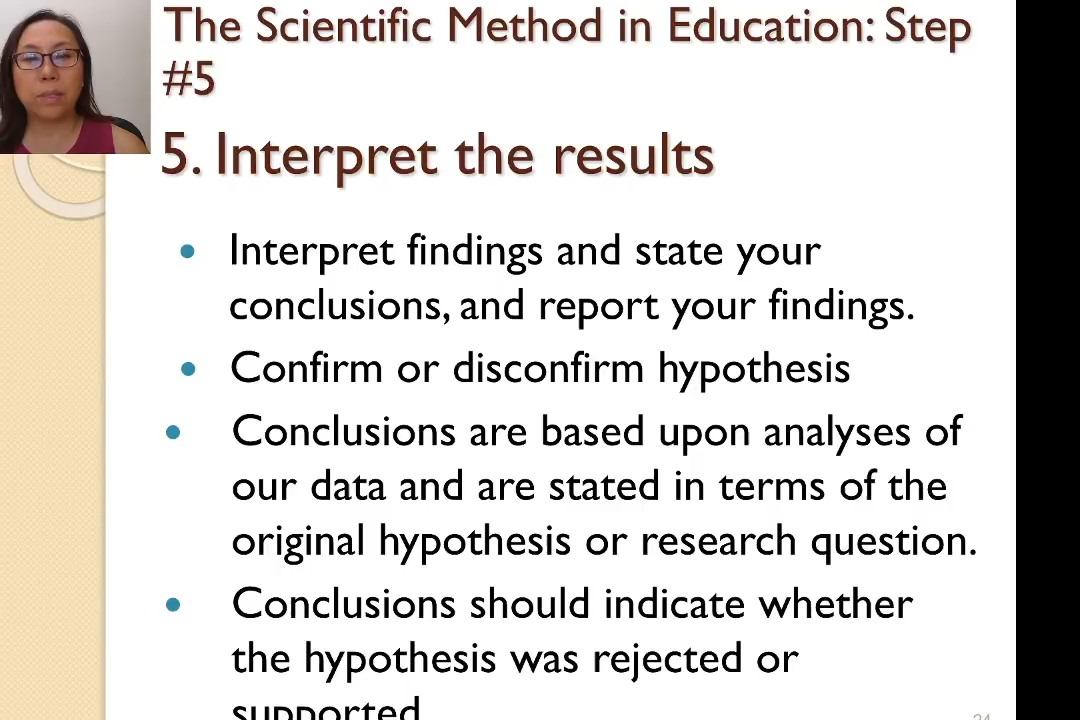 The Scientific Method in Education: Step
#5
5. Interpret the results
• Interpret findings and state your
conclusions, and report your findings.
• Confirm or disconfirm hypothesis
• Conclusions are based upon analyses of
our data and are stated in terms of the
original hypothesis or research question.
• Conclusions should indicate whether
the hypothesis was rejected or
supported
24